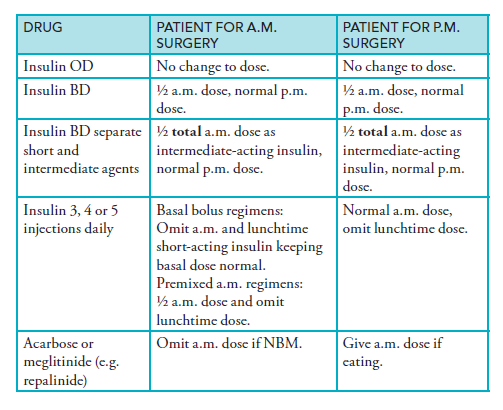 DRUG
PATIENT FOR A.M.
SURGERY
PATIENT FOR P.M.
SURGERY
Insulin OD
No change to dose.
No change to dose.
Insulin BD
½ a.m. dose, normal p.m.
dose.
½ a.m. dose, normal
p.m. dose.
Insulin BD separate
short and
intermediate agents
½ total a.m. dose as
intermediate-acting insulin,
normal p.m. dose.
½ total a.m. dose as
intermediate-acting
insulin, normal p.m.
dose.
Insulin 3, 4 or 5
injections daily
Basal bolus regimens:
Omit a.m. and lunchtime
short-acting insulin keeping
basal dose normal.
Premixed a.m. regimens:
½ a.m. dose and omit
lunchtime dose.
Normal a.m. dose,
omit lunchtime dose.
Acarbose or
meglitinide (e.g.
repalinide)
Omit a.m. dose if NBM.
Give a.m. dose if
eating.